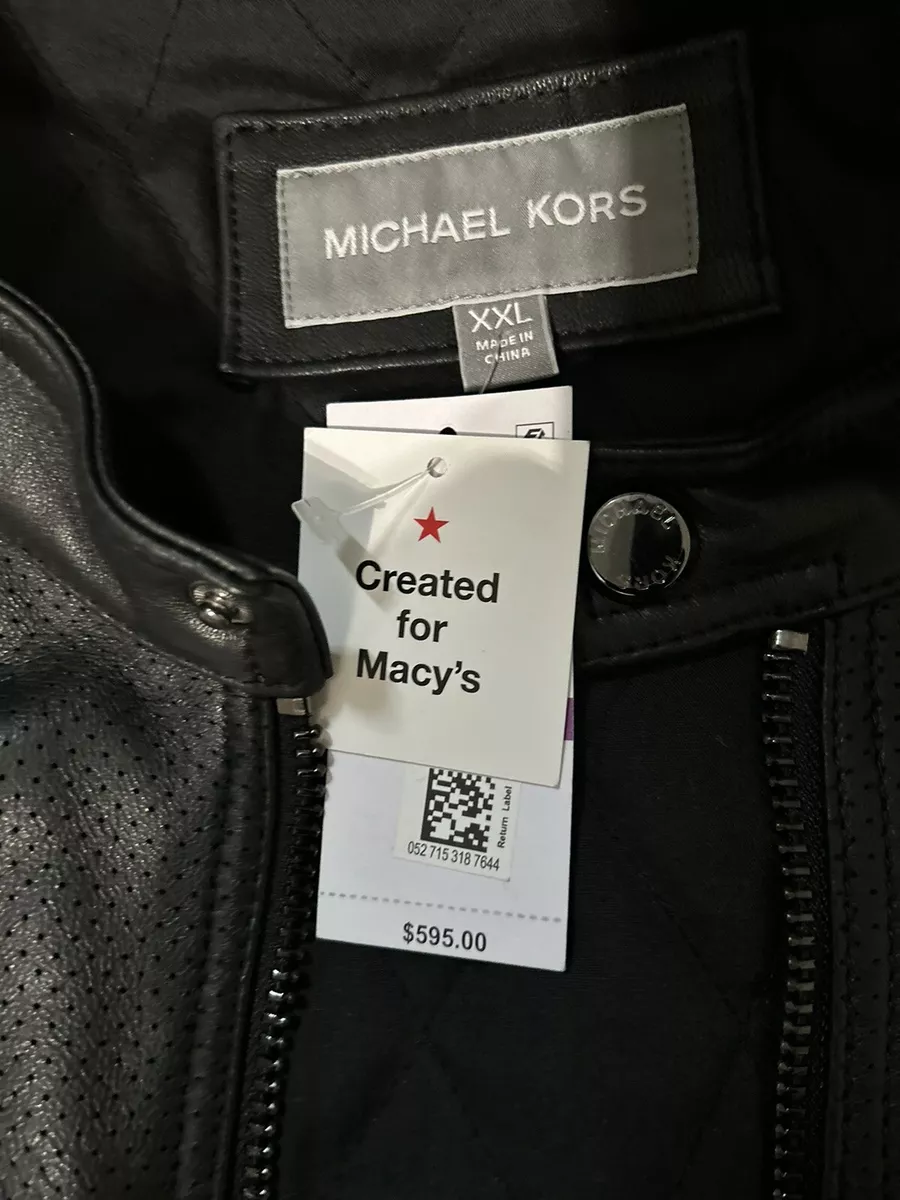 MICHAEL KORS
XXL
MADE IN
CHINA
Created
for
Macy's
MICHAEL KORS
Return Label
052 715 318 7644
$595.00